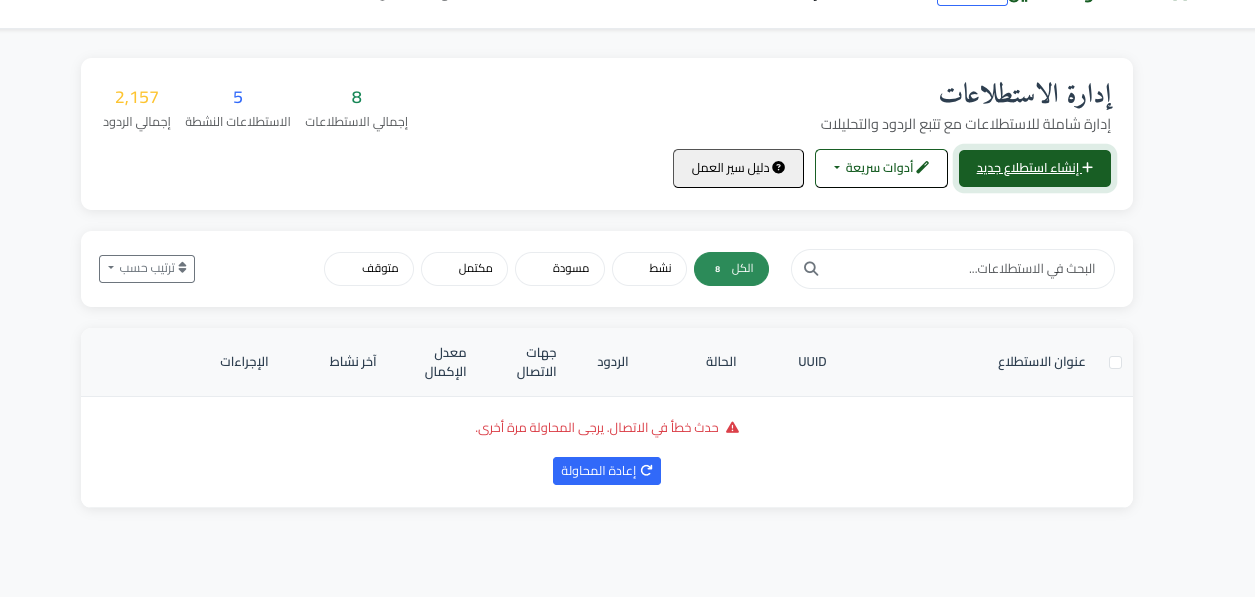 إدارة الاستطلاعات
إدارة شاملة للاستطلاعات مع تتبع الردود والتحليلات
8
إجمالي الاستطلاعات
5
الاستطلاعات النشطة
2,157
إجمالي الردود
إنشاء استطلاع جديد
أدوات سريعة
دليل سير العمل
البحث في الاستطلاعات...
الكل 8
نشط
مسودة
مكتمل
متوقف
ترتيب حسب
عنوان الاستطلاع
UUID
الحالة
الردود
جهات
الاتصال
معدل
الإكمال
آخر نشاط
الإجراءات
حدث خطأ في الاتصال. يرجى المحاولة مرة أخرى.
إعادة المحاولة